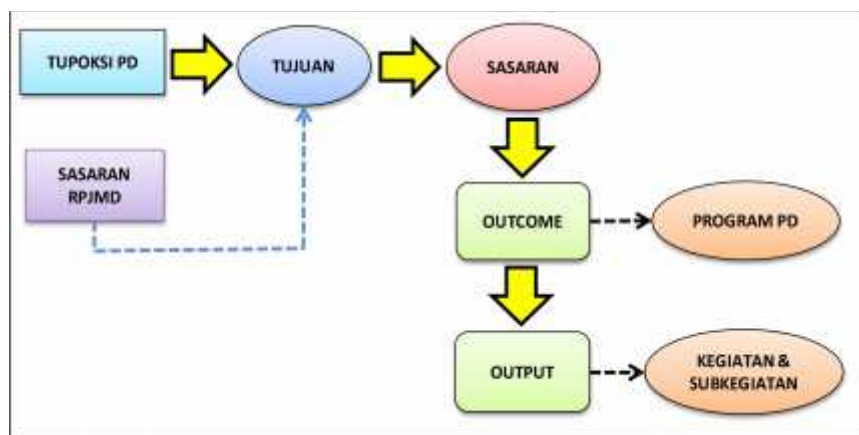 TUPOKSI PD
TUJUAN
SASARAN
SASARAN
RPJMD
OUTCOME
PROGRAM PD
OUTPUT
KEGIATAN &
SUBKEGIATAN